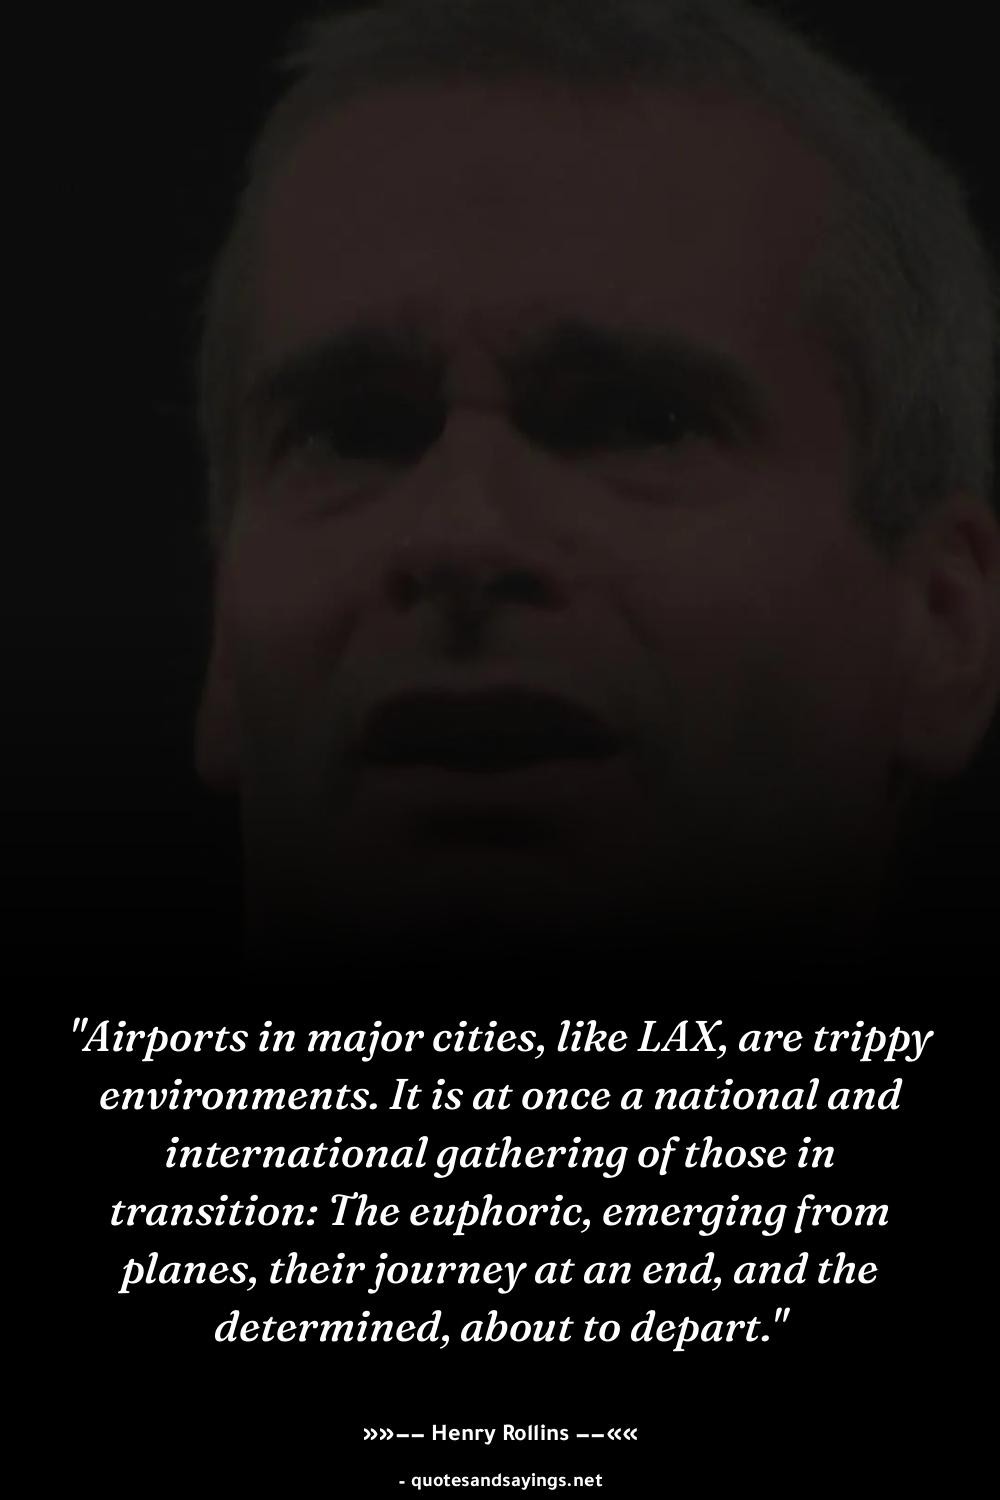 "Airports in major cities, like LAX, are trippy
environments. It is at once a national and
international gathering of those in
transition: The euphoric, emerging from
planes, their journey at an end, and the
determined, about to depart."
»»−− Henry Rollins −−««
- quotesandsayings.net